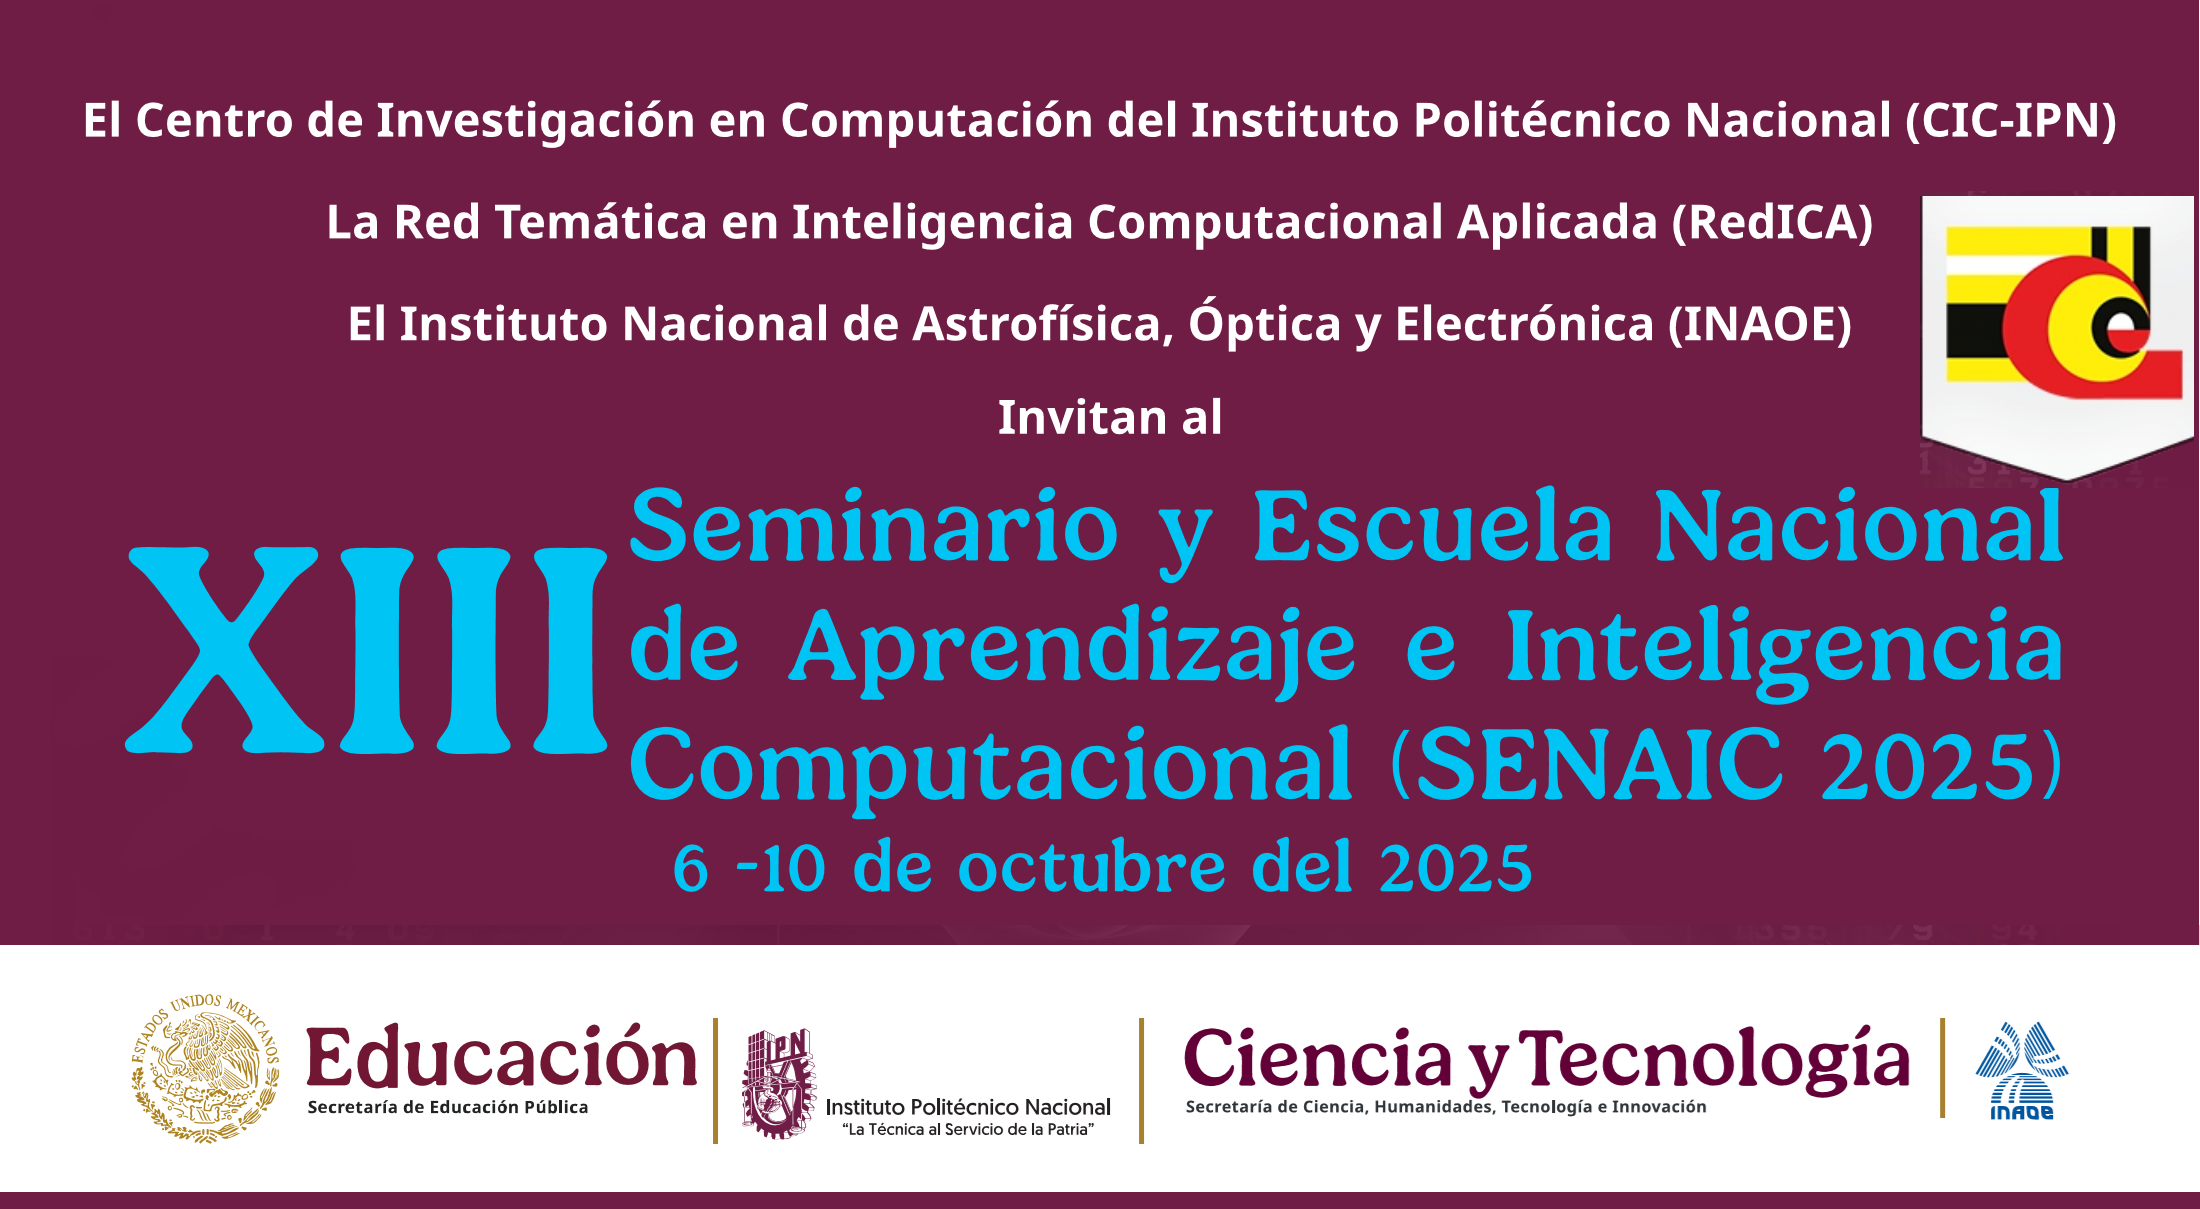 El Centro de Investigación en Computación del Instituto Politécnico Nacional (CIC-IPN)
La Red Temática en Inteligencia Computacional Aplicada (RedICA)
El Instituto Nacional de Astrofísica, Óptica y Electrónica (INAOE)
Invitan al
XIII
Seminario y Escuela Nacional
de Aprendizaje e Inteligencia
Computacional (SENAIC 2025)
6 -10 de octubre del 2025
ESTADOS UNIDOS MEXICANOS
Educación
Secretaría de Educación Pública
IPN
Instituto Politécnico Nacional
“La Técnica al Servicio de la Patria”
Ciencia y Tecnología
Secretaría de Ciencia, Humanidades, Tecnología e Innovación
INAOE